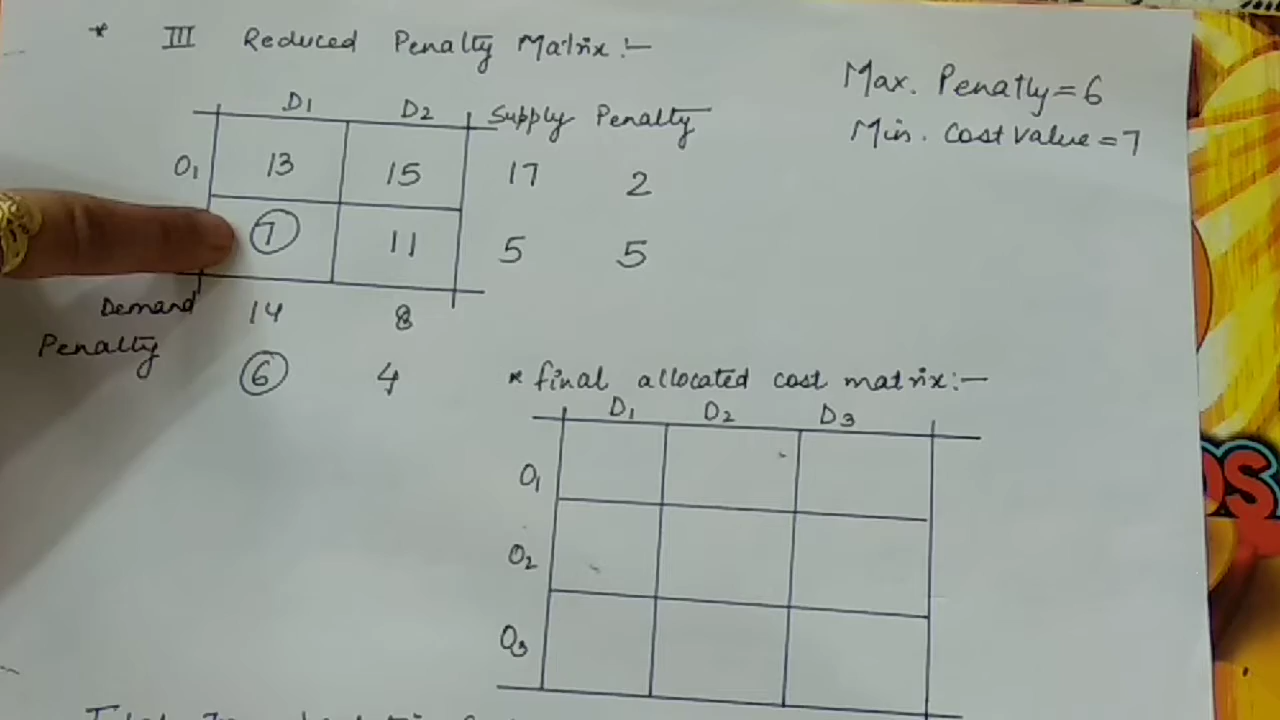 * III Reduced Penalty Matrix:-
Max. Penatly=6
Min. Cost Value=7
D1 D2 Supply Penalty
O1 13 15 17 2
7 11 5 5
Demand 14 8
Penalty 6 4
* final allocated cost matrix:-
D1 D2 D3
O1
O2
O3